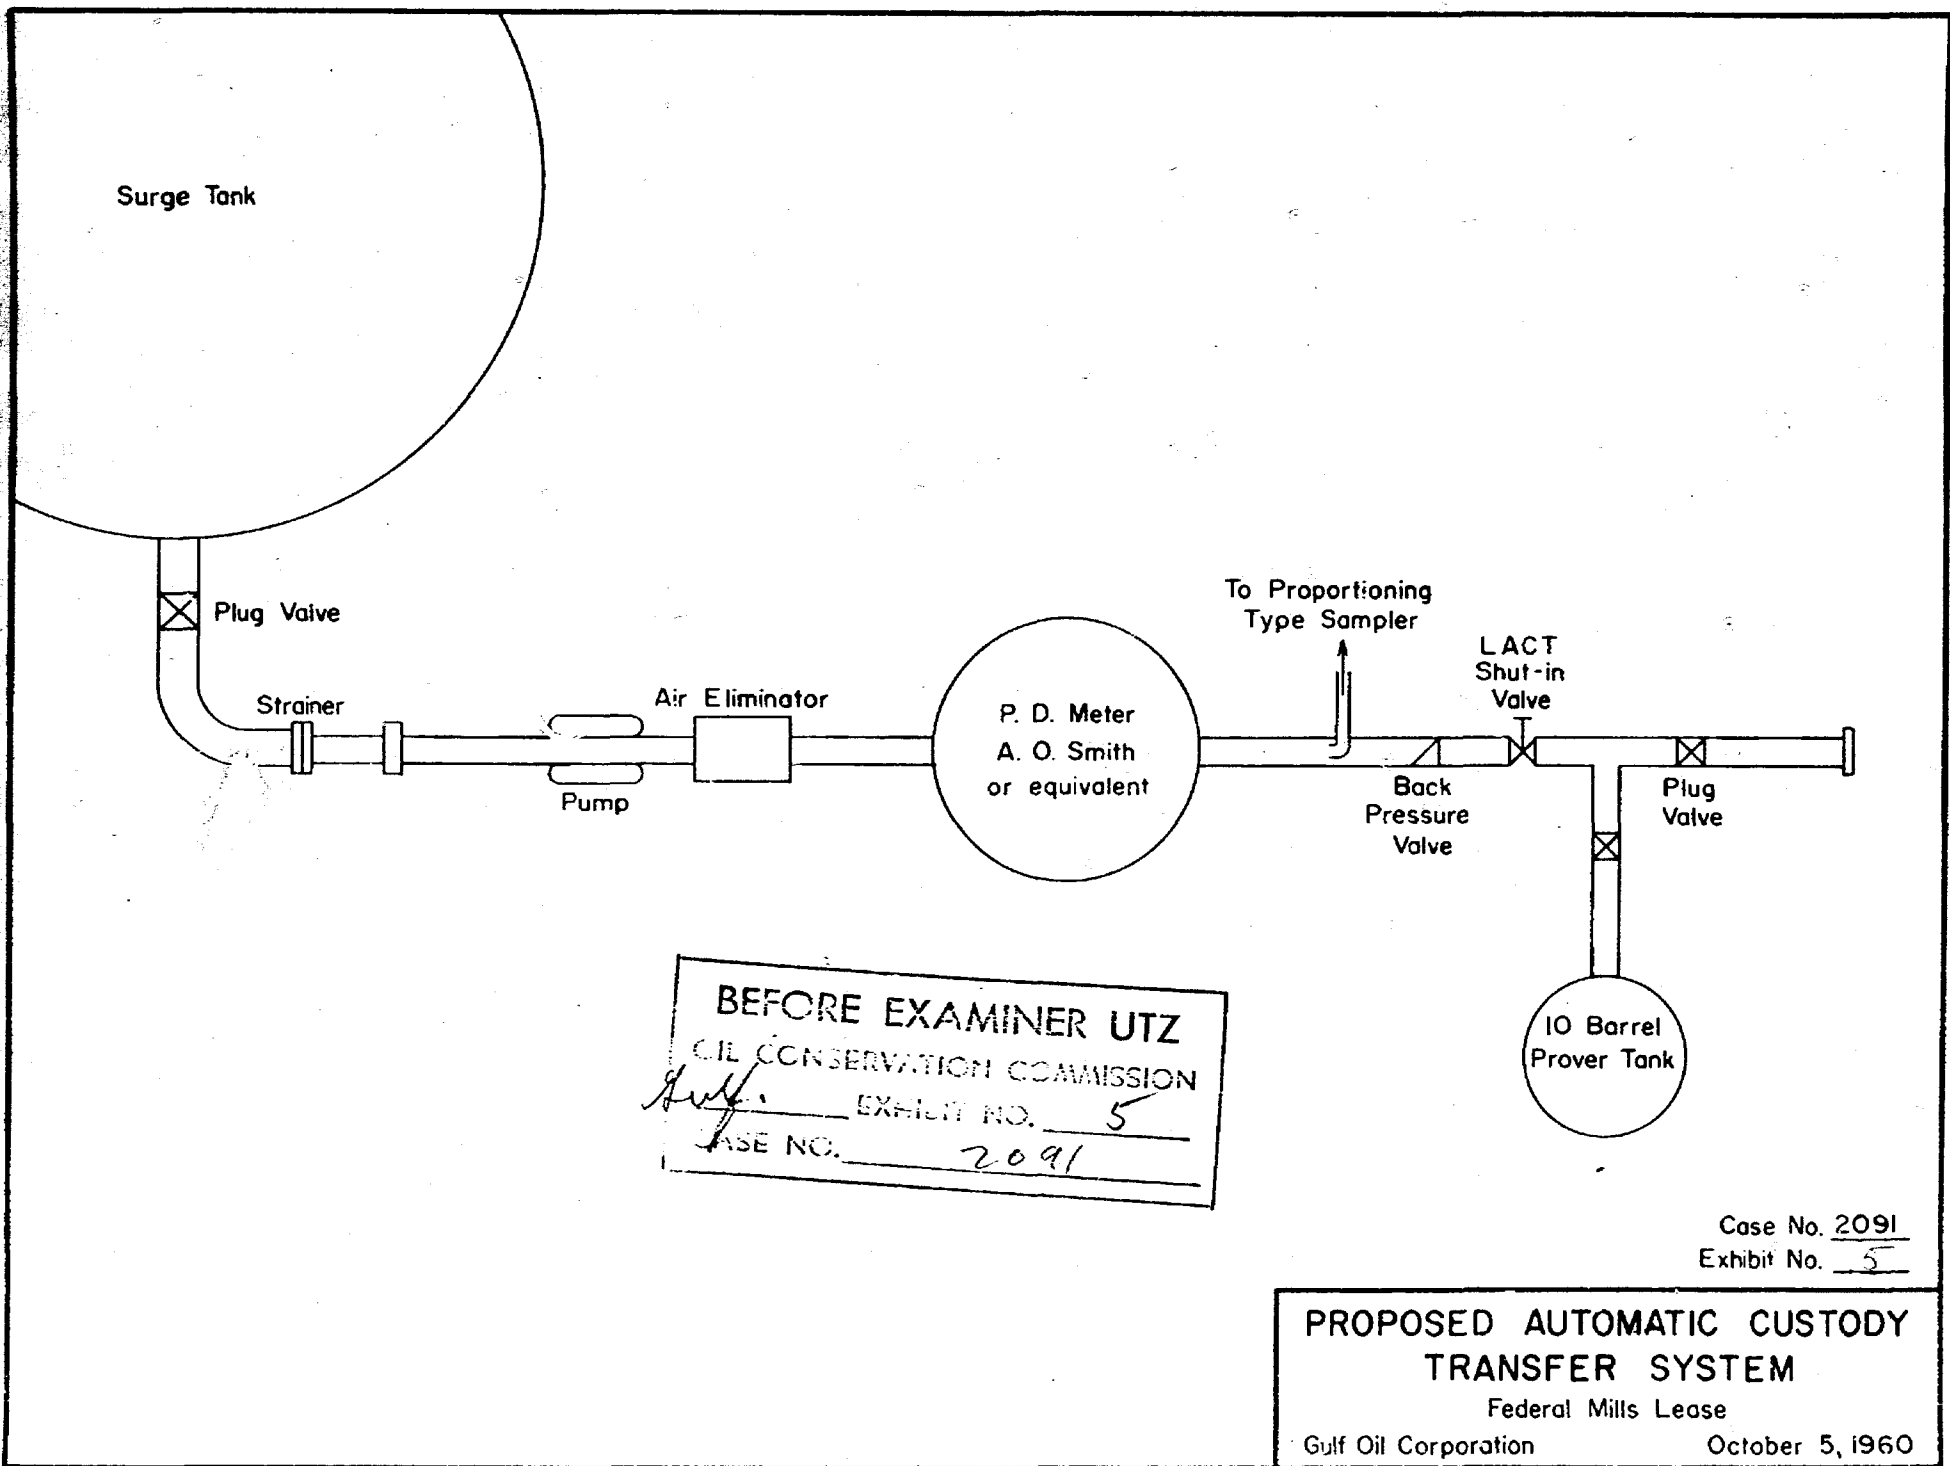 Surge Tank
Plug Valve
Strainer
Pump
Air Eliminator
P. D. Meter
A. O. Smith
or equivalent
To Proportioning
Type Sampler
LACT
Shut-in
Valve
Back
Pressure
Valve
Plug
Valve
10 Barrel
Prover Tank
BEFORE EXAMINER UTZ
OIL CONSERVATION COMMISSION
Gulf. EXHIBIT NO. 5
CASE NO. 2091
Case No. 2091
Exhibit No. 5
PROPOSED AUTOMATIC CUSTODY
TRANSFER SYSTEM
Federal Mills Lease
Gulf Oil Corporation October 5, 1960